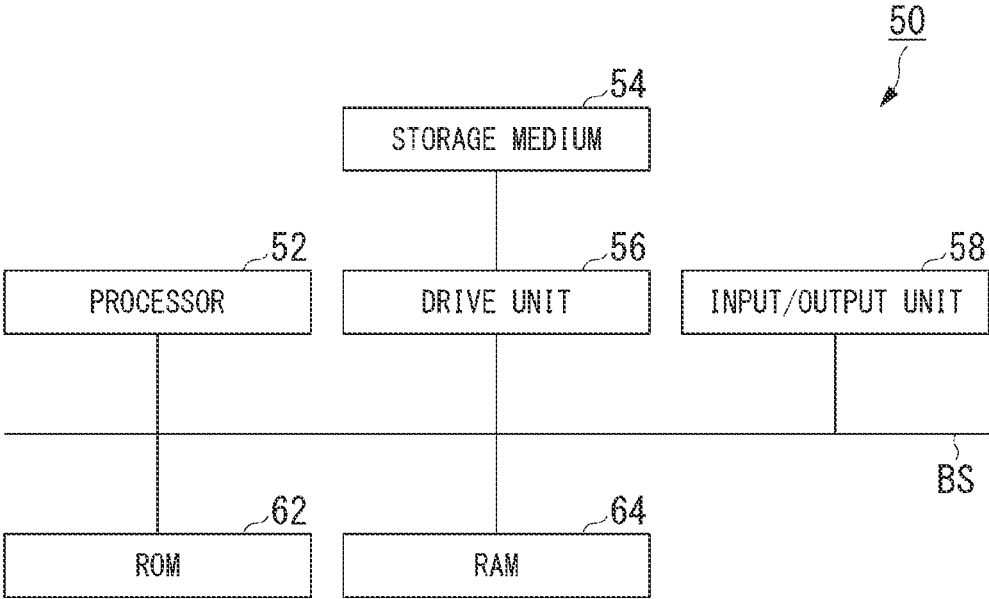 50
54
STORAGE MEDIUM
52
56
58
PROCESSOR
DRIVE UNIT
INPUT/OUTPUT UNIT
BS
62
64
ROM
RAM